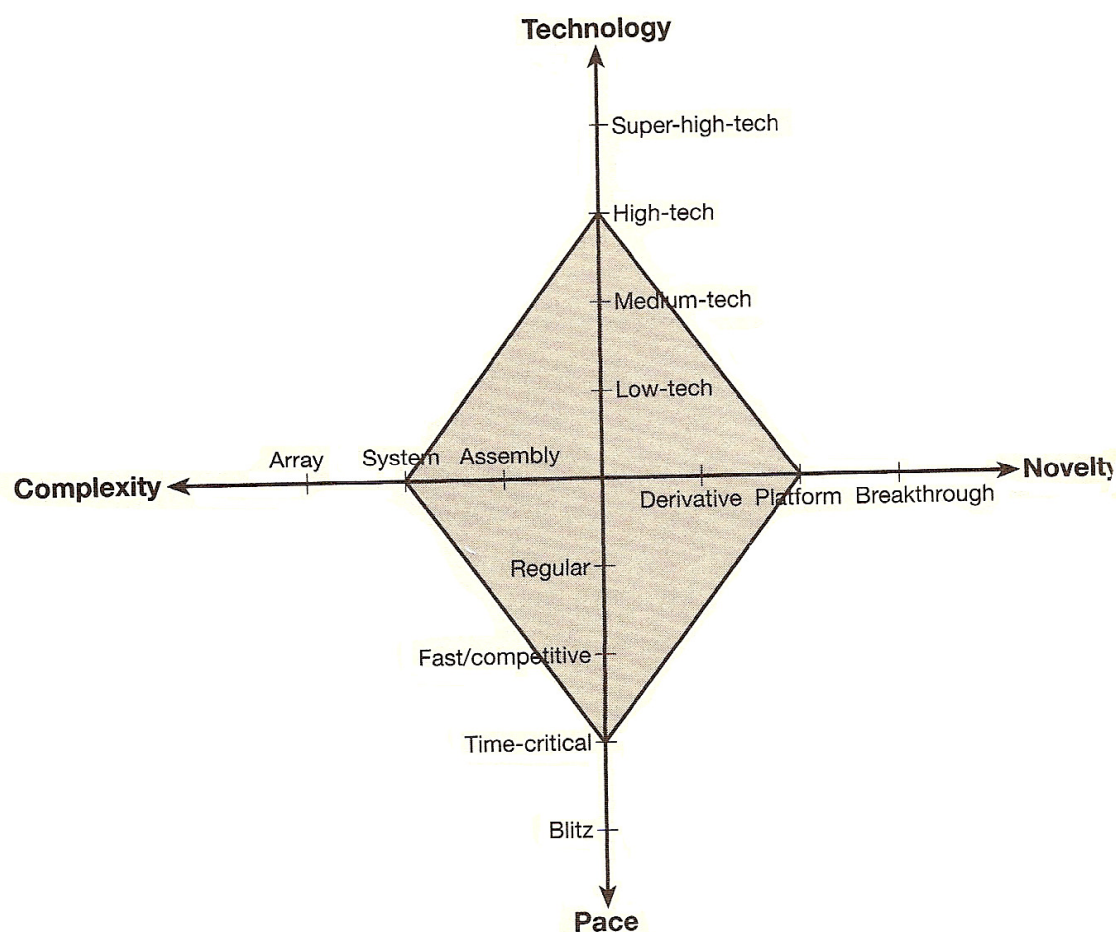 Technology
Super-high-tech
High-tech
Medium-tech
Low-tech
Array
System
Assembly
Complexity
Novelty
Derivative
Platform
Breakthrough
Regular
Fast/competitive
Time-critical
Blitz
Pace